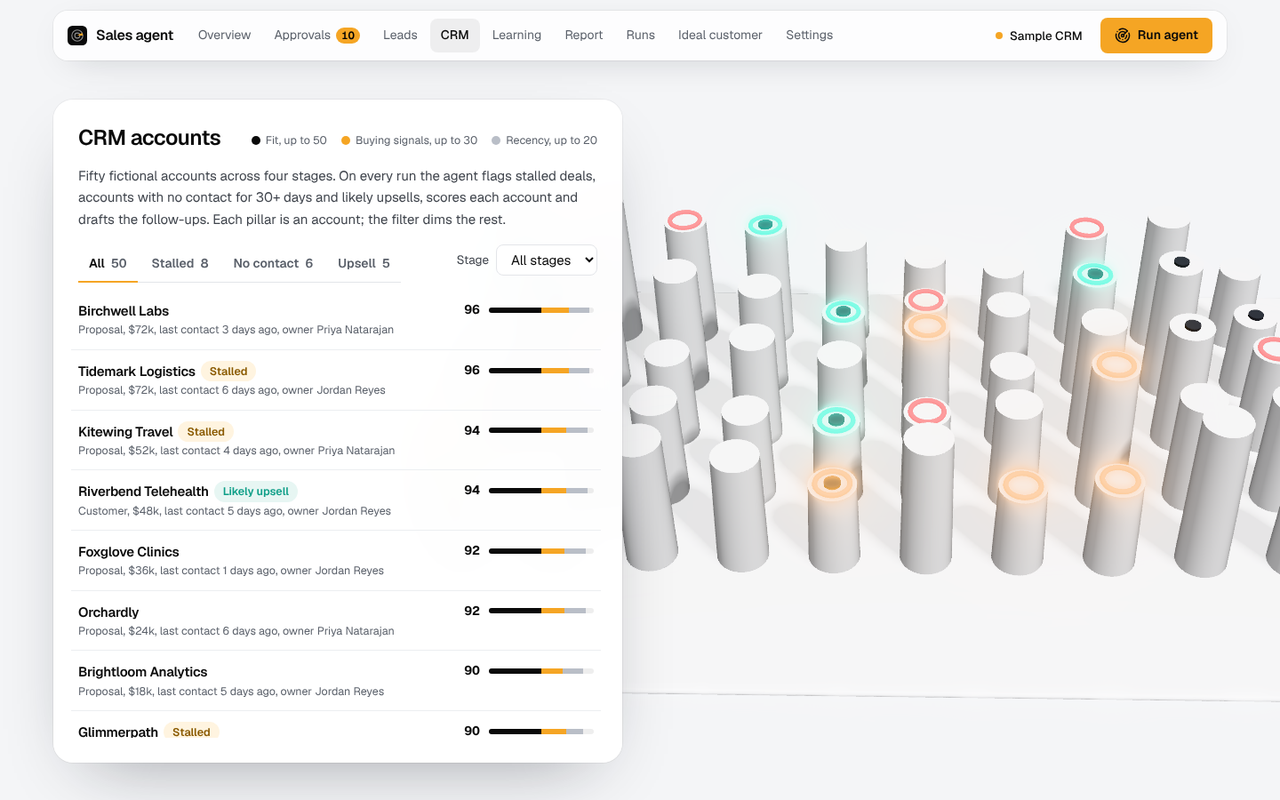 Sales agent Overview Approvals 10 Leads CRM Learning Report Runs Ideal customer Settings Sample CRM Run agent
CRM accounts Fit, up to 50 Buying signals, up to 30 Recency, up to 20
Fifty fictional accounts across four stages. On every run the agent flags stalled deals,
accounts with no contact for 30+ days and likely upsells, scores each account and
drafts the follow-ups. Each pillar is an account; the filter dims the rest.
All 50 Stalled 8 No contact 6 Upsell 5 Stage All stages
Birchwell Labs 96
Proposal, $72k, last contact 3 days ago, owner Priya Natarajan
Tidemark Logistics Stalled 96
Proposal, $72k, last contact 6 days ago, owner Jordan Reyes
Kitewing Travel Stalled 94
Proposal, $52k, last contact 4 days ago, owner Priya Natarajan
Riverbend Telehealth Likely upsell 94
Customer, $48k, last contact 5 days ago, owner Jordan Reyes
Foxglove Clinics 92
Proposal, $36k, last contact 1 days ago, owner Jordan Reyes
Orchardly 92
Proposal, $24k, last contact 6 days ago, owner Priya Natarajan
Brightloom Analytics 90
Proposal, $18k, last contact 5 days ago, owner Jordan Reyes
Glimmerpath Stalled 90